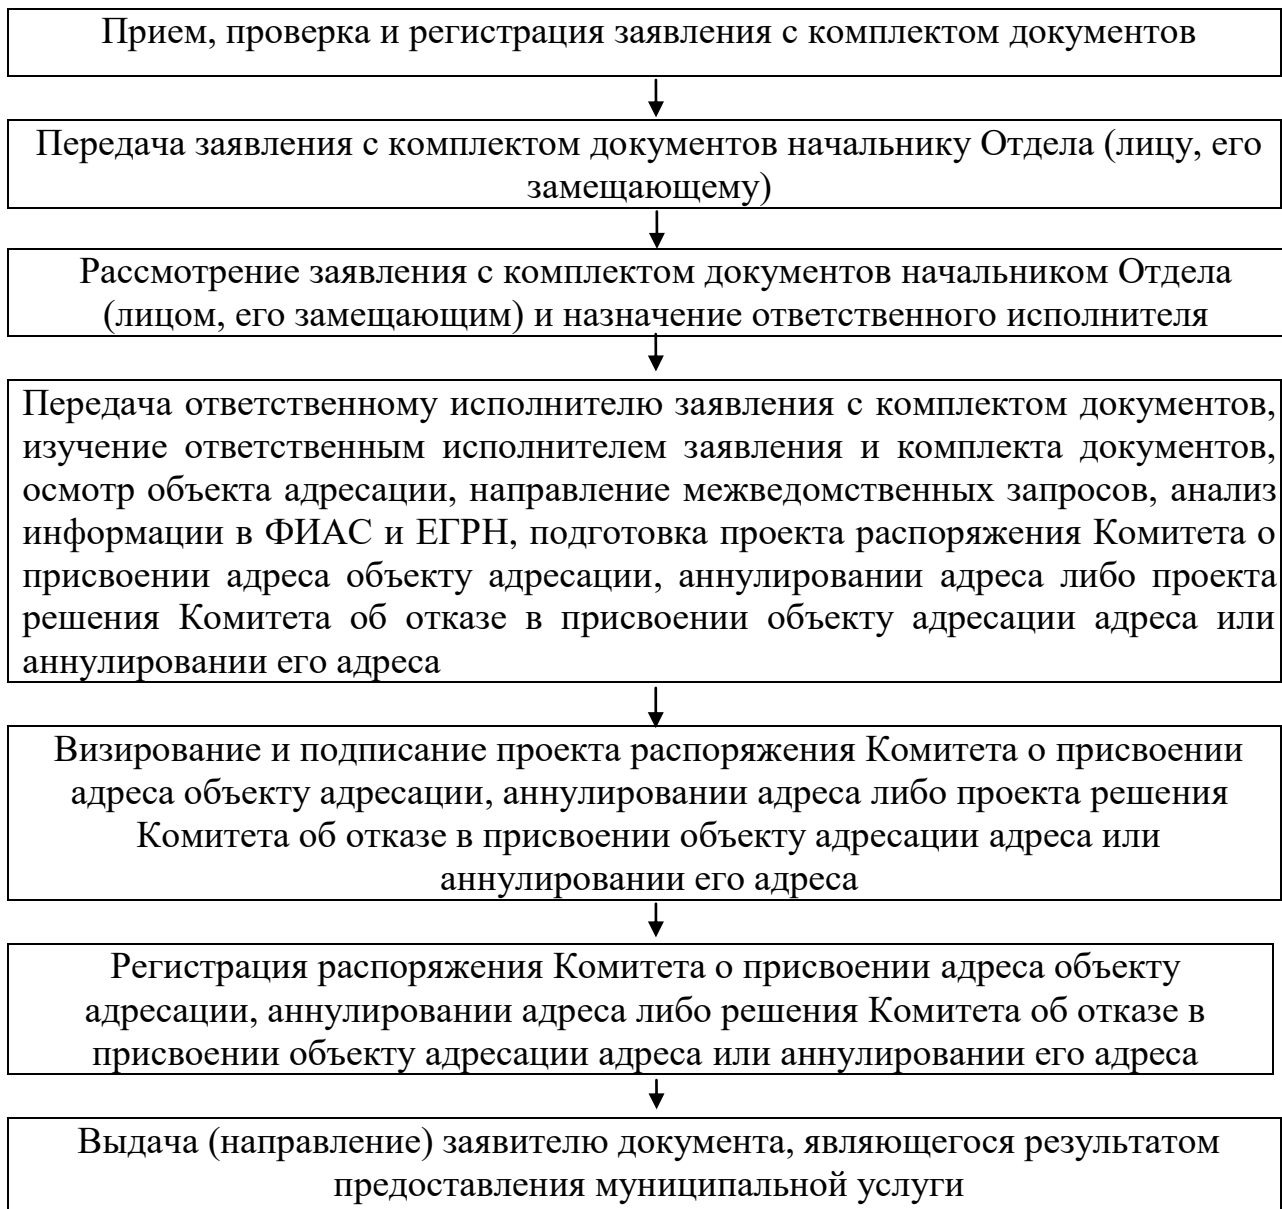 Прием, проверка и регистрация заявления с комплектом документов
Передача заявления с комплектом документов начальнику Отдела (лицу, его
замещающему)
Рассмотрение заявления с комплектом документов начальником Отдела
(лицом, его замещающим) и назначение ответственного исполнителя
Передача ответственному исполнителю заявления с комплектом документов,
изучение ответственным исполнителем заявления и комплекта документов,
осмотр объекта адресации, направление межведомственных запросов, анализ
информации в ФИАС и ЕГРН, подготовка проекта распоряжения Комитета о
присвоении адреса объекту адресации, аннулировании адреса либо проекта
решения Комитета об отказе в присвоении объекту адресации адреса или
аннулировании его адреса
Визирование и подписание проекта распоряжения Комитета о присвоении
адреса объекту адресации, аннулировании адреса либо проекта решения
Комитета об отказе в присвоении объекту адресации адреса или
аннулировании его адреса
Регистрация распоряжения Комитета о присвоении адреса объекту
адресации, аннулировании адреса либо решения Комитета об отказе в
присвоении объекту адресации адреса или аннулировании его адреса
Выдача (направление) заявителю документа, являющегося результатом
предоставления муниципальной услуги